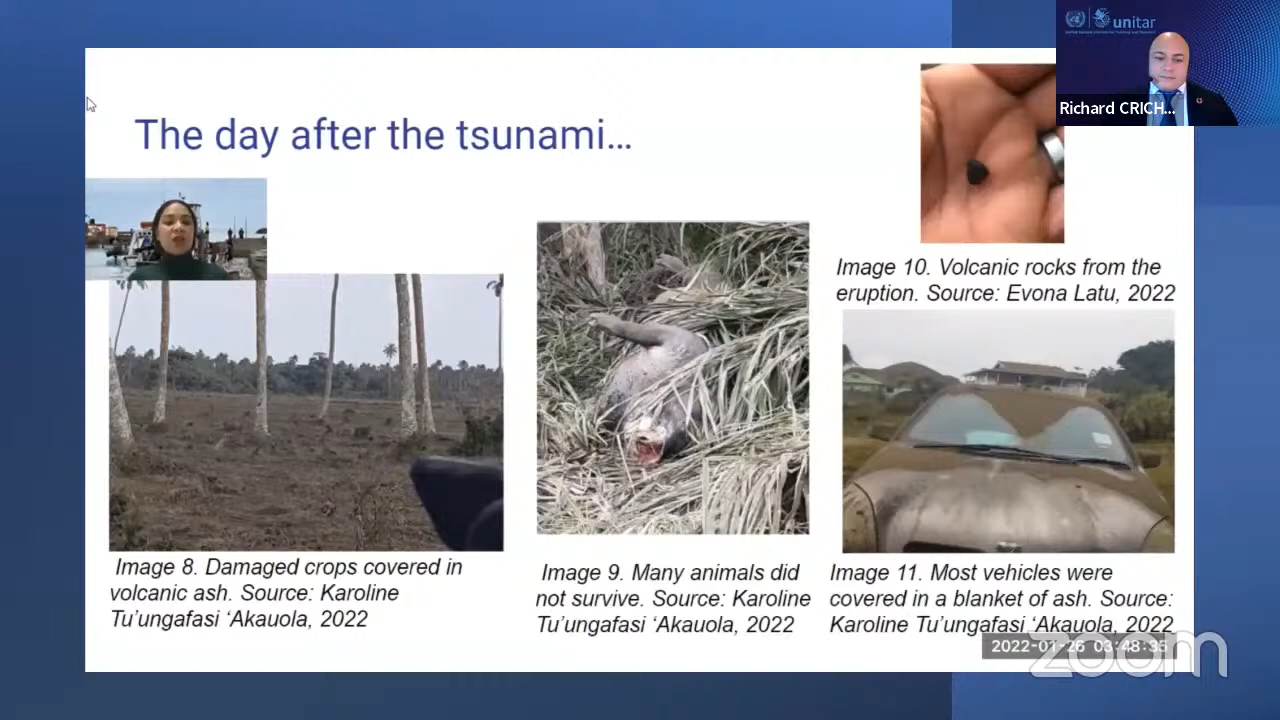 unitar
Richard CRICH...
The day after the tsunami...
Image 10. Volcanic rocks from the
eruption. Source: Evona Latu, 2022
Image 8. Damaged crops covered in
volcanic ash. Source: Karoline
Tu'ungafasi ‘Akauola, 2022
Image 9. Many animals did
not survive. Source: Karoline
Tu'ungafasi ‘Akauola, 2022
Image 11. Most vehicles were
covered in a blanket of ash. Source:
Karoline Tu'ungafasi ‘Akauola, 2022
2022-01-26 03:48:35
zoom